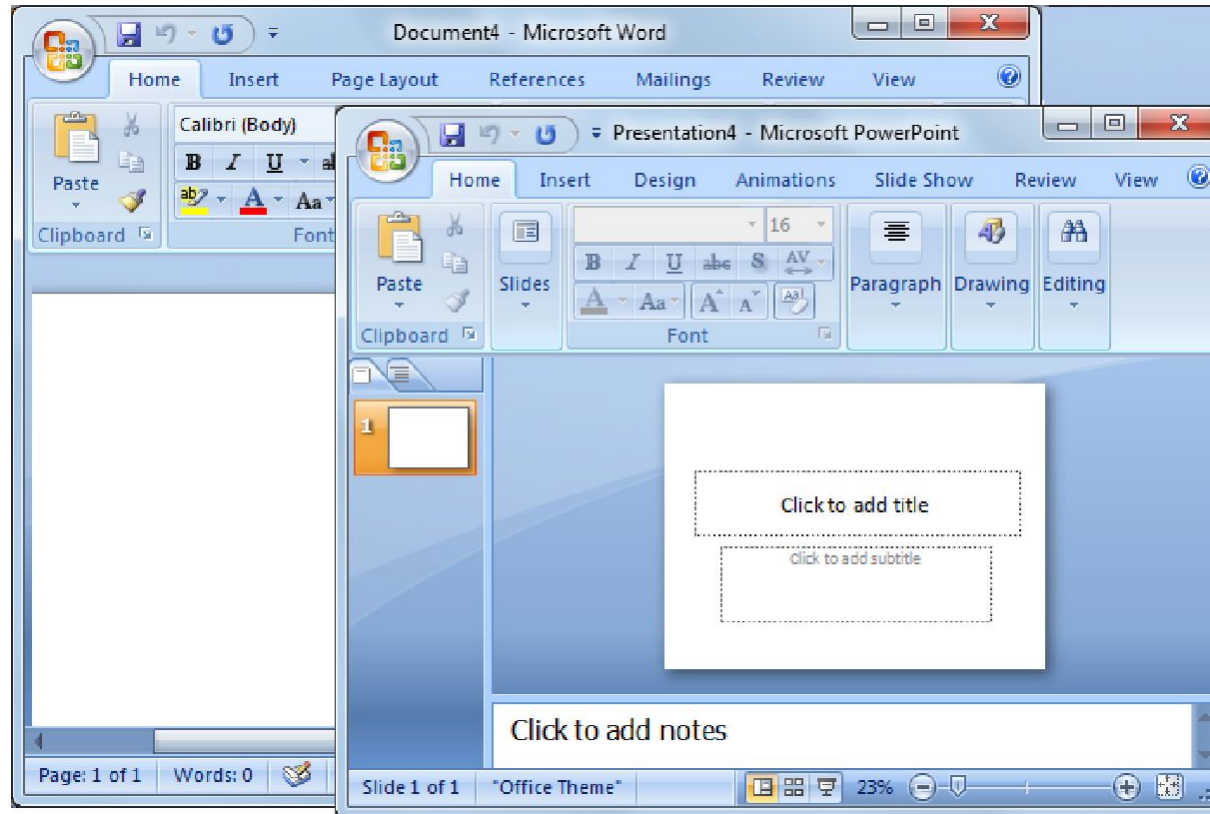 Document4 - Microsoft Word
Home Insert Page Layout References Mailings Review View
Calibri (Body)
B I U
Paste
ab A Aa
Clipboard Font
Page: 1 of 1 Words: 0
Presentation4 - Microsoft PowerPoint
Home Insert Design Animations Slide Show Review View
16
B I U abe S AV
Paste Slides Paragraph Drawing Editing
A Aa A A Aa
Clipboard Font
1
Click to add title
Click to add subtitle
Click to add notes
Slide 1 of 1 "Office Theme" 23%